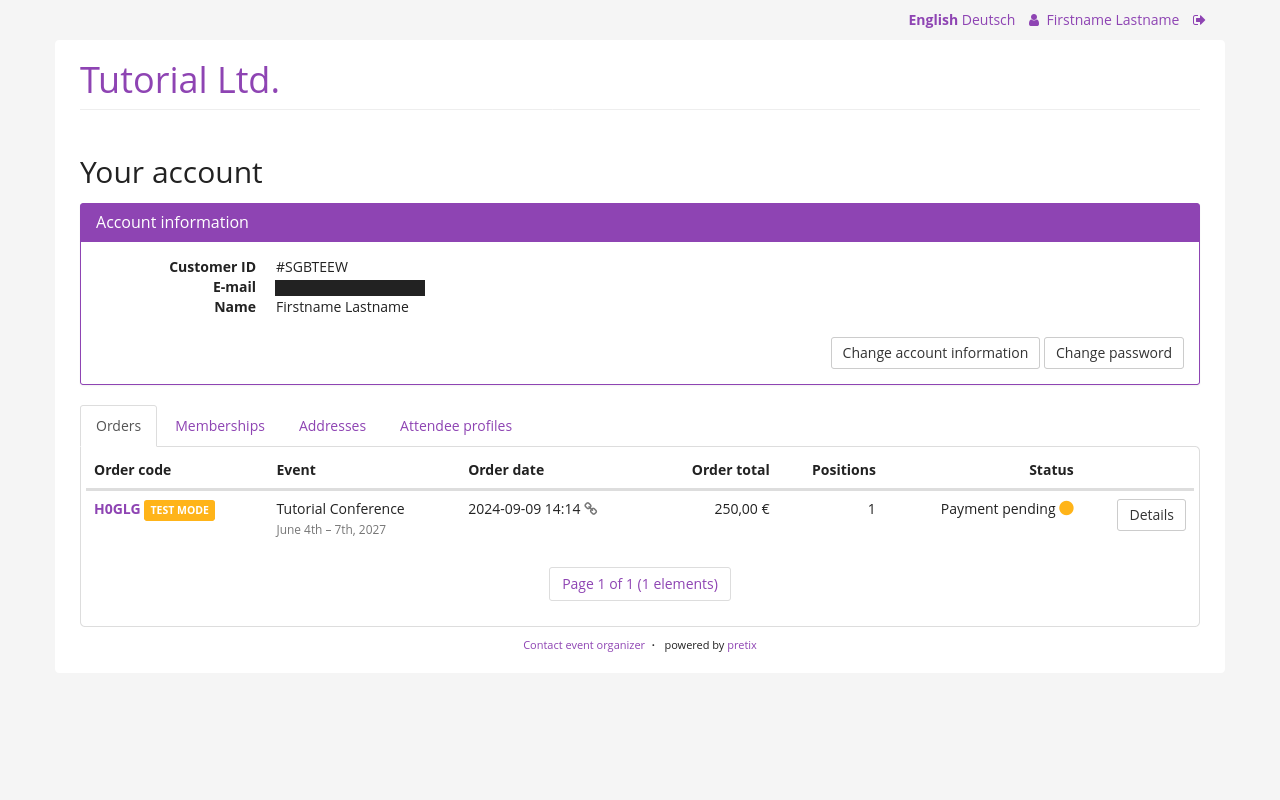 English Deutsch Firstname Lastname
Tutorial Ltd.
Your account
Account information
Customer ID #SGBTEEW
E-mail
Name Firstname Lastname
Change account information Change password
Orders Memberships Addresses Attendee profiles
Order code Event Order date Order total Positions Status
H0GLG TEST MODE Tutorial Conference 2024-09-09 14:14 250,00 € 1 Payment pending Details
June 4th – 7th, 2027
Page 1 of 1 (1 elements)
Contact event organizer · powered by pretix